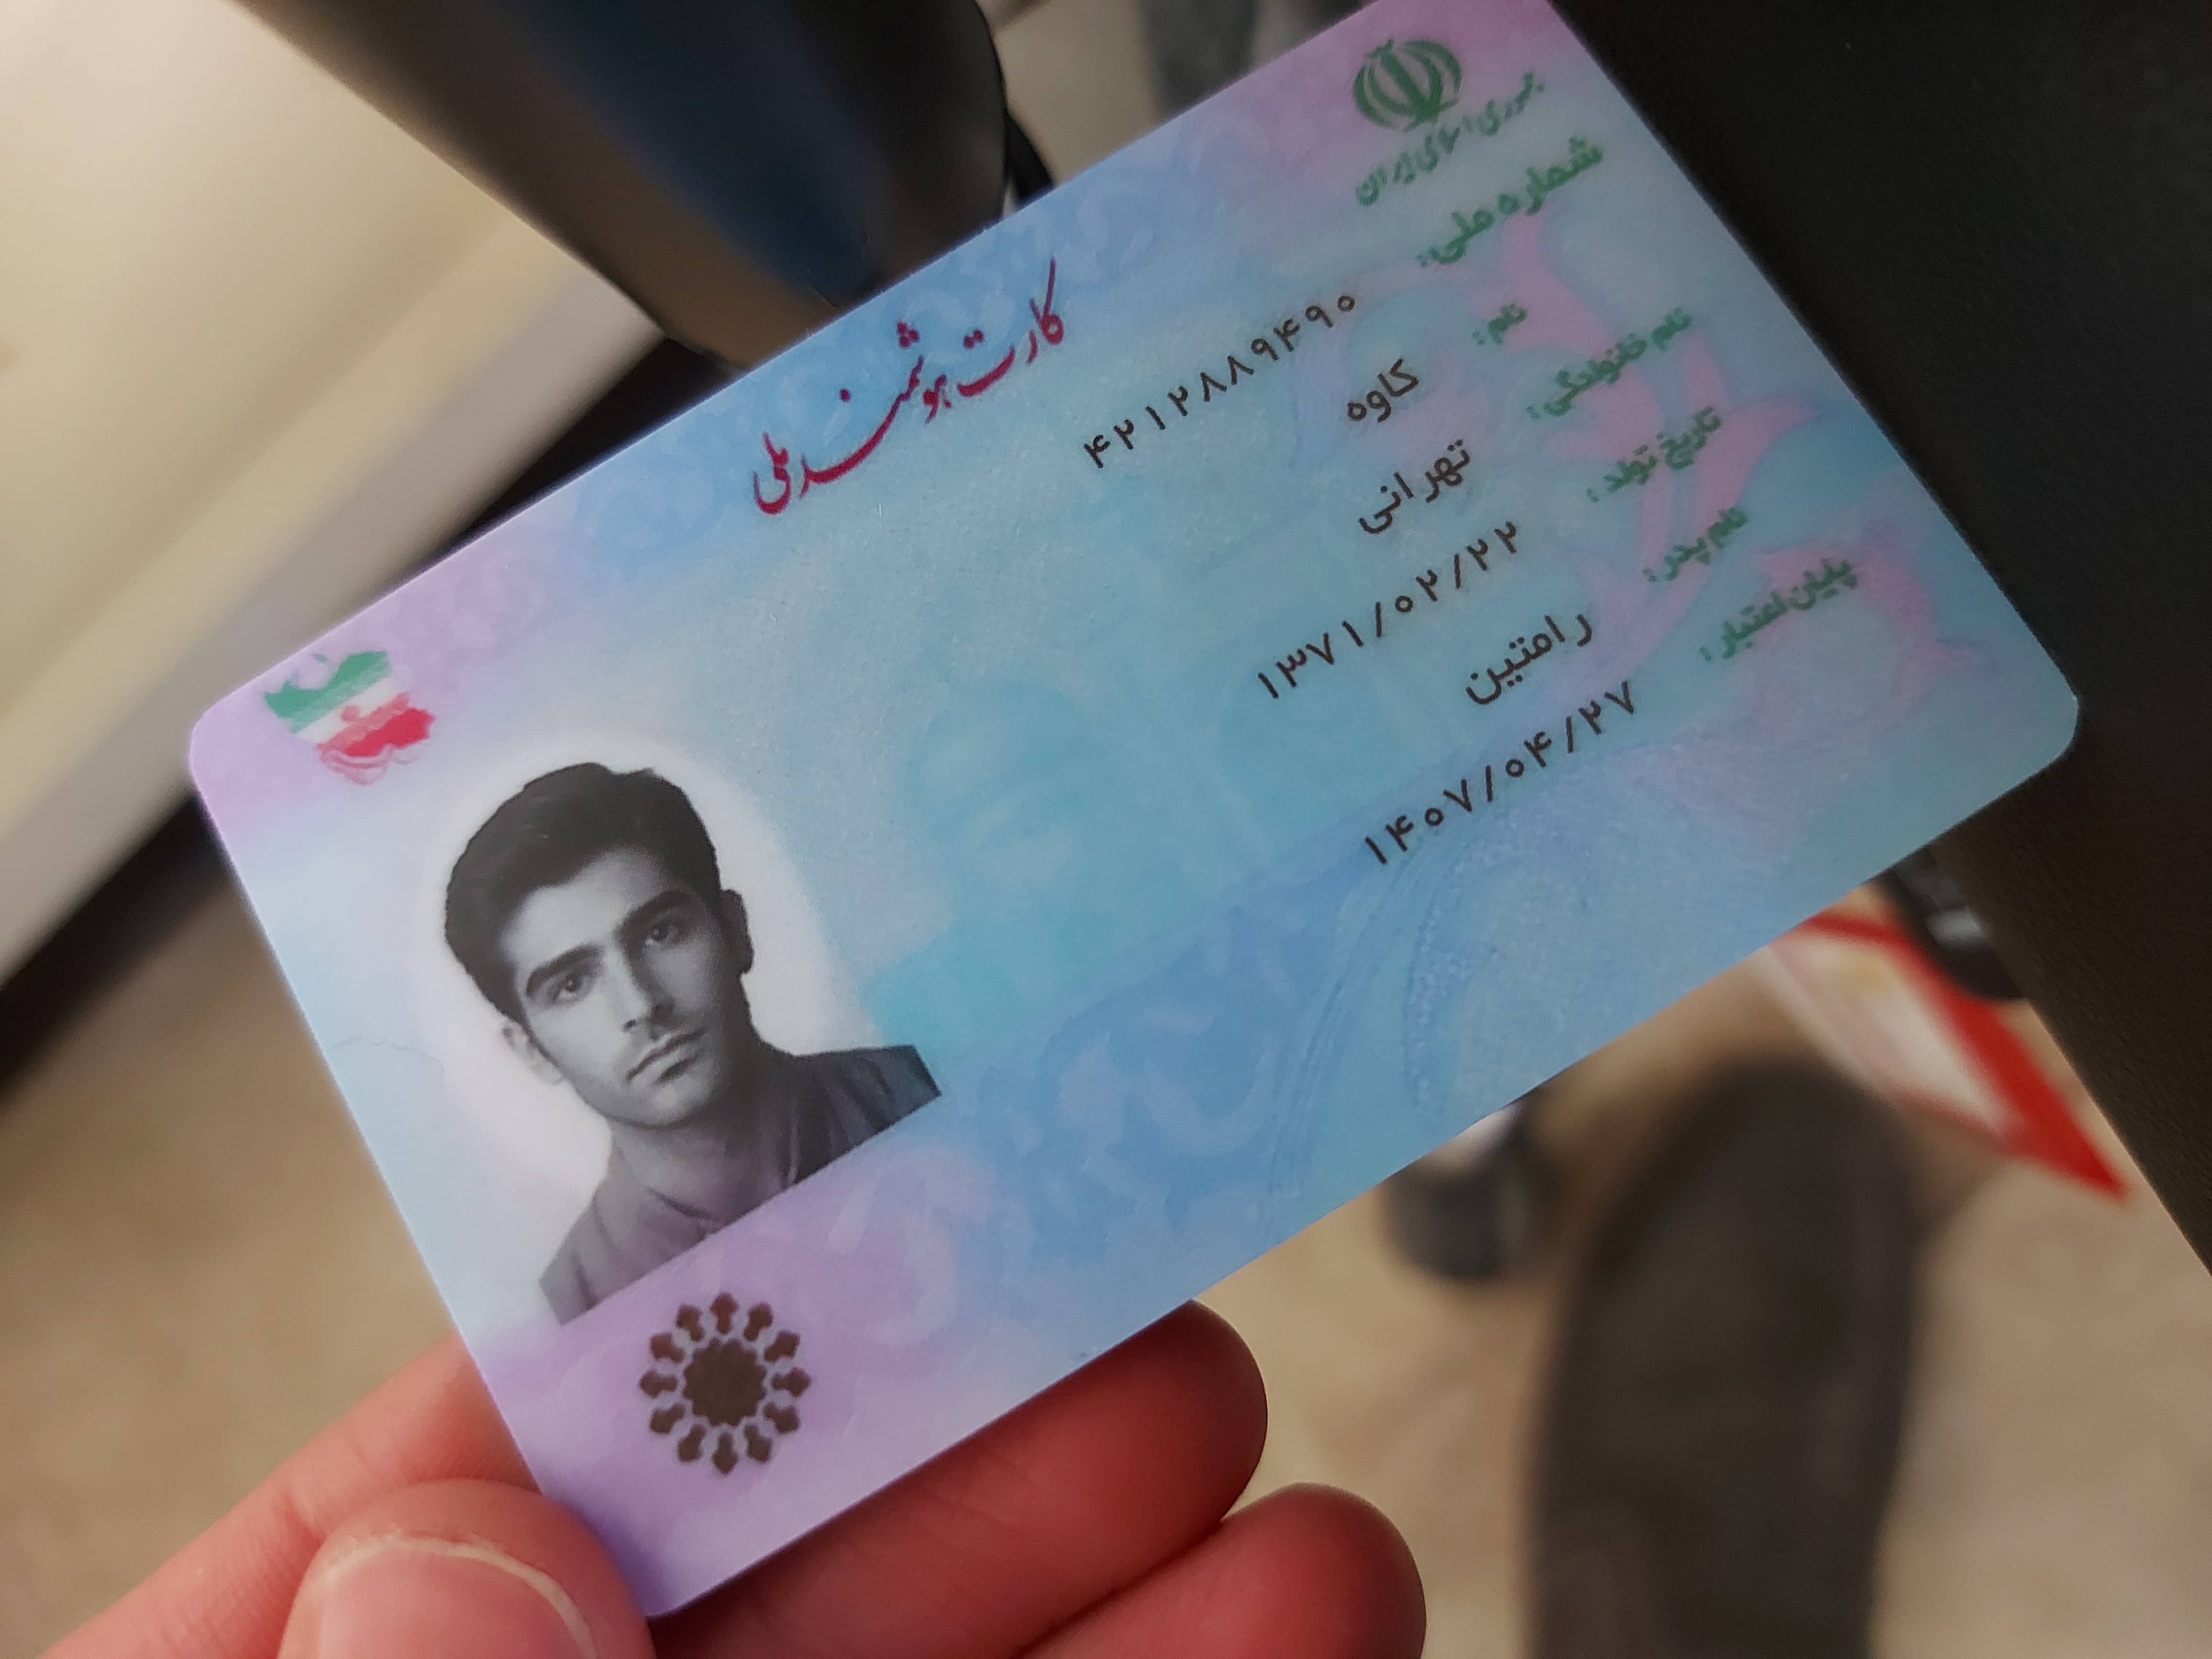 جمهوری اسلامی ایران
کارت هوشمند ملی
شماره ملی: ۴۲۱۲۸۸۹۴۹۰
نام: کاوه
نام خانوادگی: تهرانی
تاریخ تولد: ۱۳۷۱/۰۲/۲۲
نام پدر: رامتین
پایان اعتبار: ۱۴۰۷/۰۴/۲۷